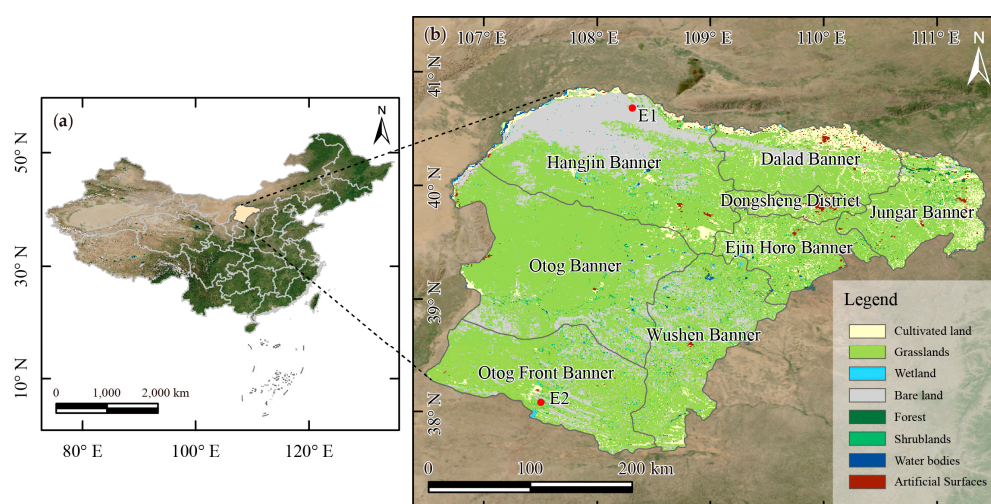 (a)
N
50° N
30° N
10° N
0 1,000 2,000 km
80° E 100° E 120° E
(b)
107° E 108° E 109° E 110° E 111° E
N
41° N
40° N
39° N
38° N
E1
Hangjin Banner
Dalad Banner
Dongsheng District
Jungar Banner
Ejin Horo Banner
Otog Banner
Wushen Banner
Otog Front Banner
E2
0 100 200 km
Legend
Cultivated land
Grasslands
Wetland
Bare land
Forest
Shrublands
Water bodies
Artificial Surfaces